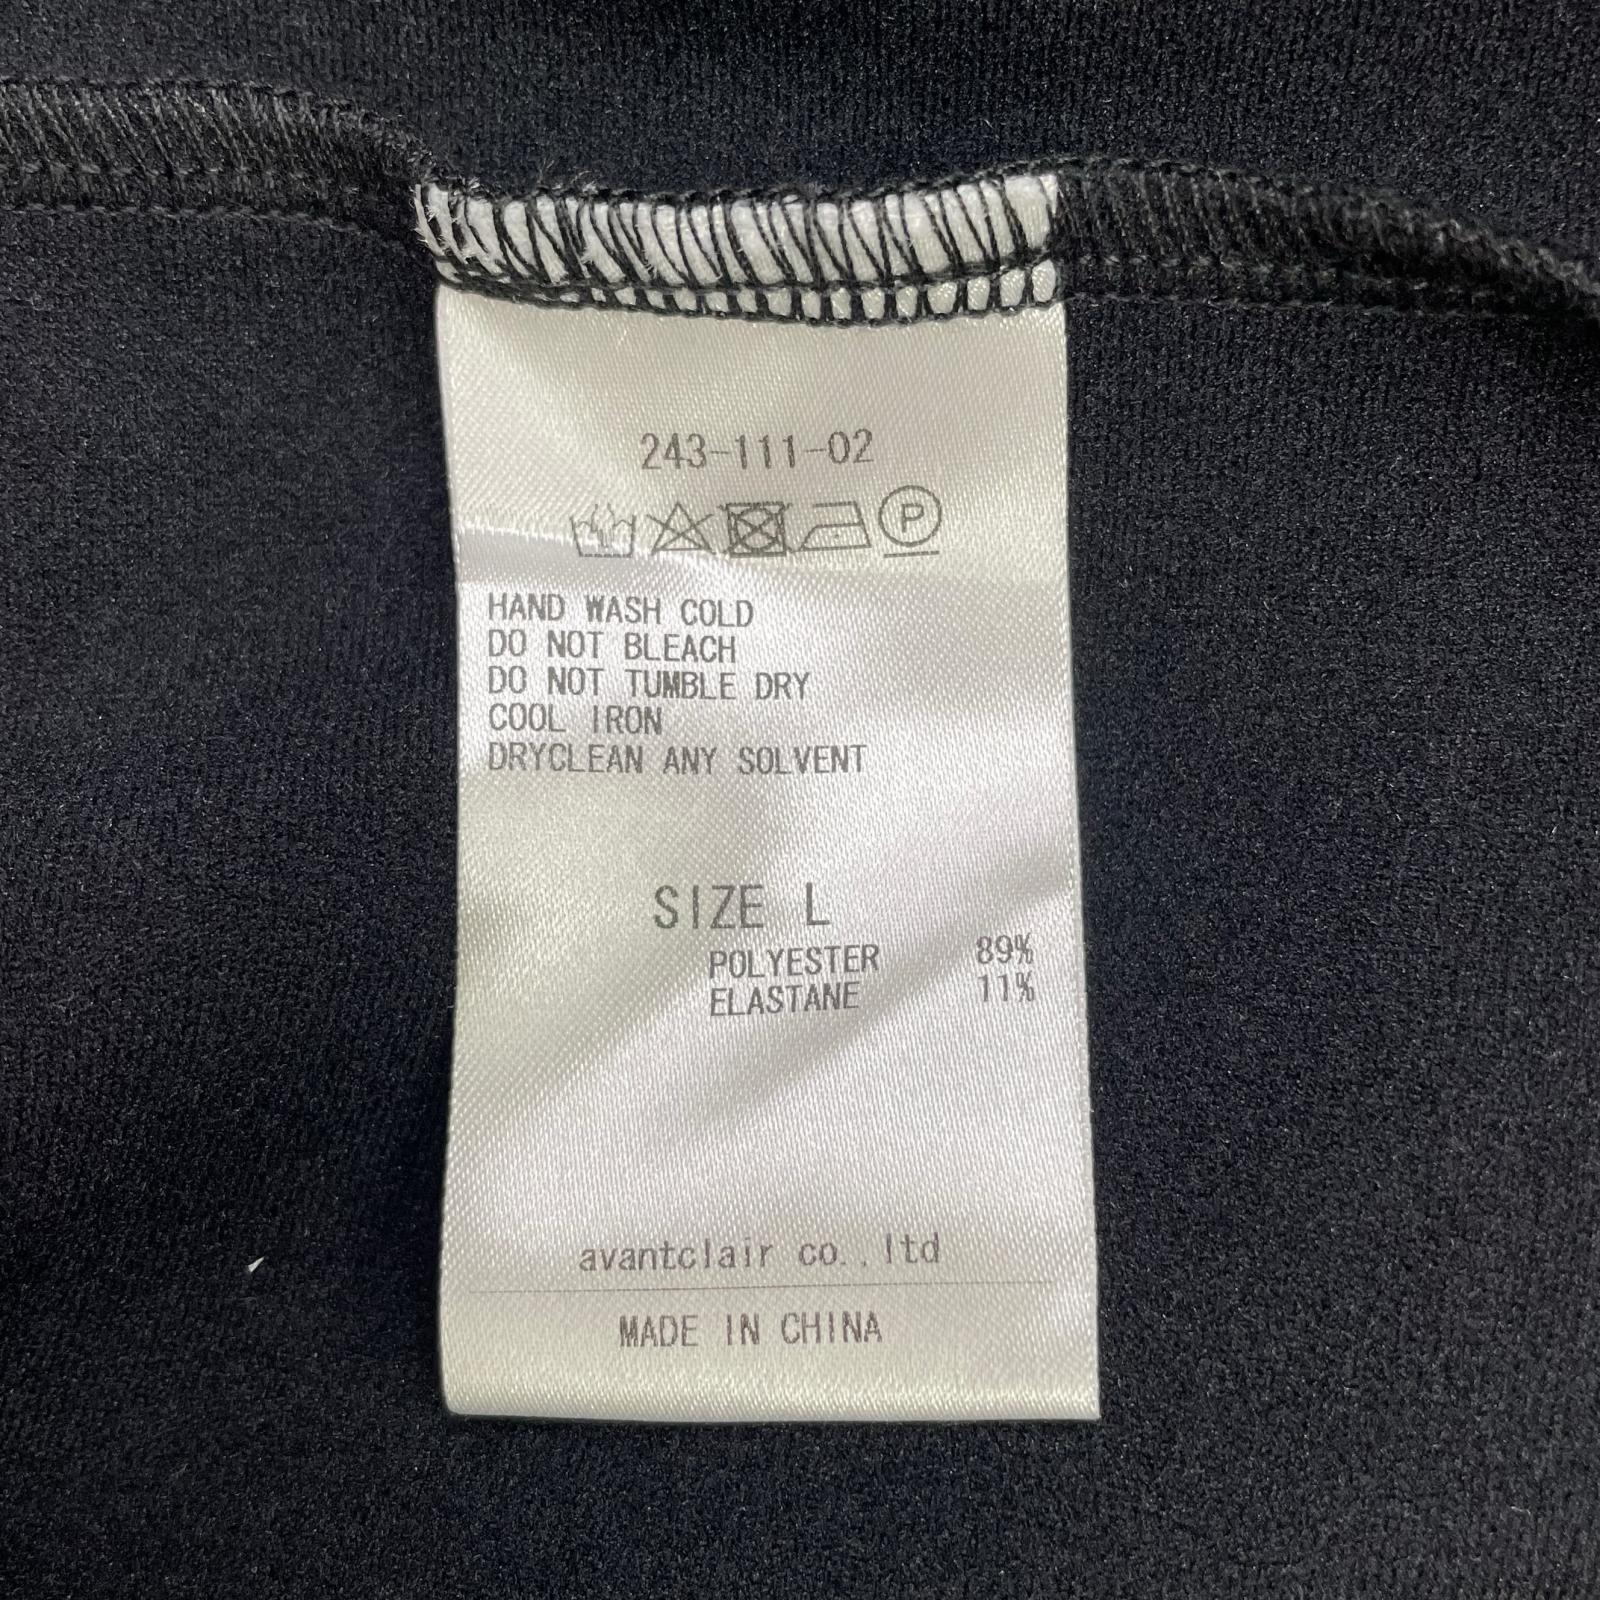 243-111-02
P
HAND WASH COLD
DO NOT BLEACH
DO NOT TUMBLE DRY
COOL IRON
DRYCLEAN ANY SOLVENT
SIZE L
POLYESTER 89%
ELASTANE 11%
avantclair co.,ltd
MADE IN CHINA